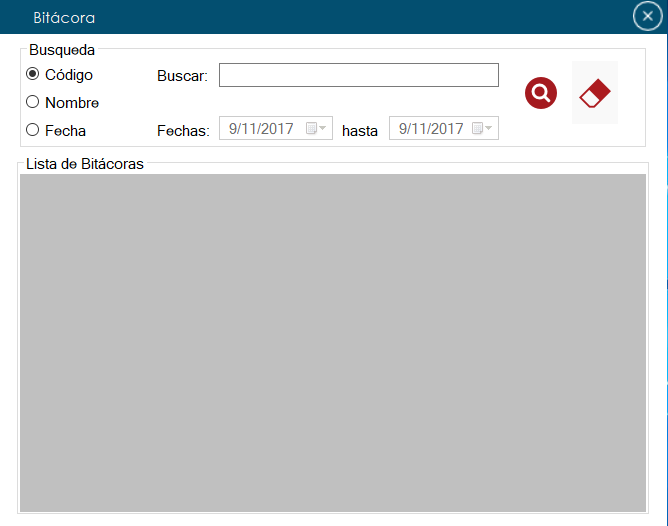 Bitácora
Busqueda
Código
Buscar:
Nombre
Fecha
Fechas: 9/11/2017 hasta 9/11/2017
Lista de Bitácoras